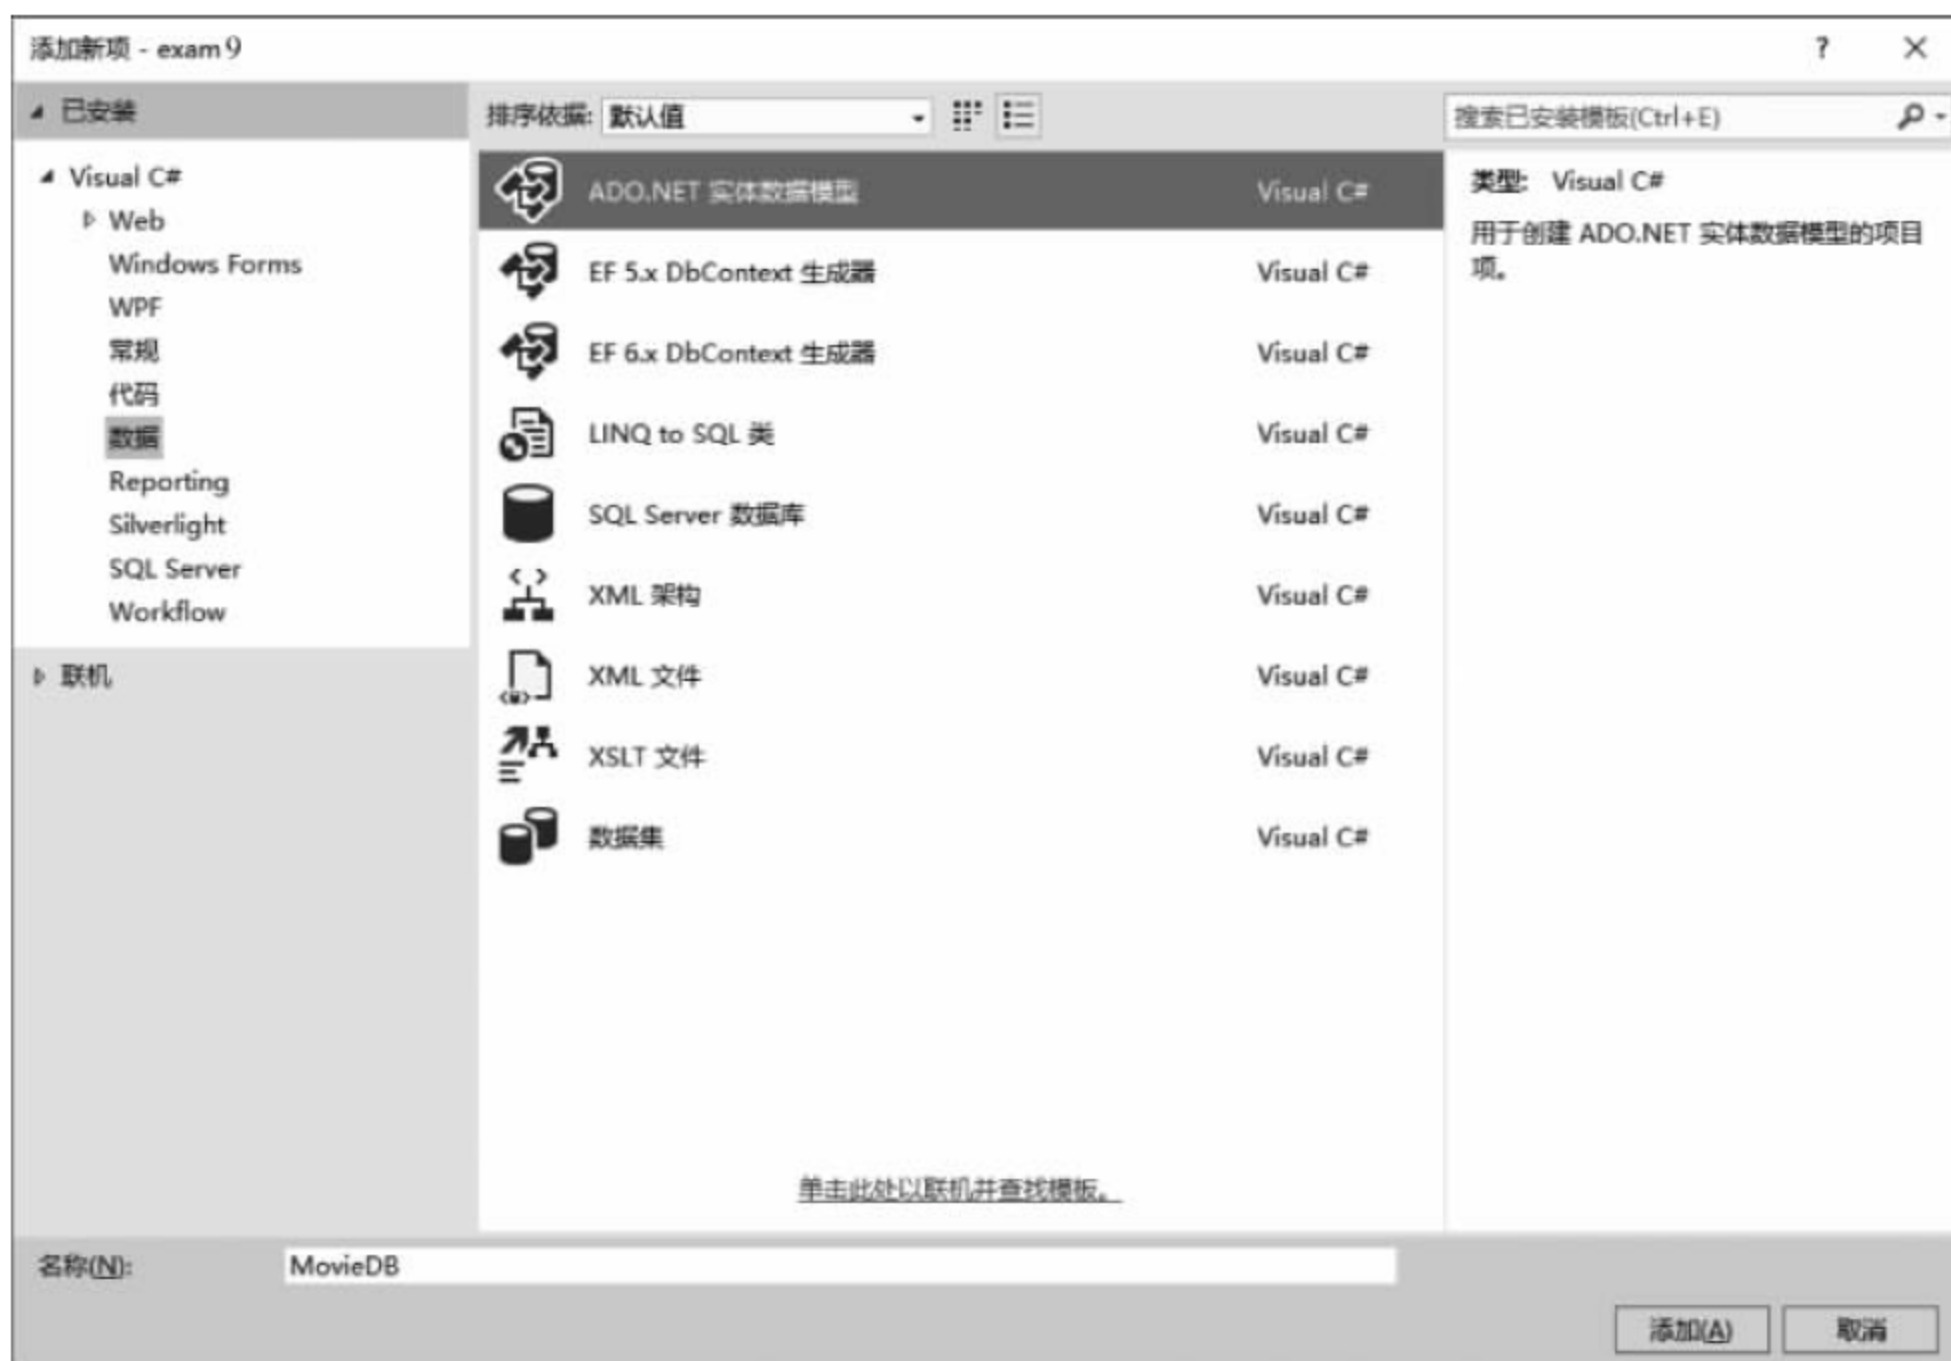 添加新项 - exam9
? ×
已安装
排序依据: 默认值
搜索已安装模板(Ctrl+E)
Visual C#
Web
Windows Forms
WPF
常规
代码
数据
Reporting
Silverlight
SQL Server
Workflow
联机
ADO.NET 实体数据模型 Visual C#
EF 5.x DbContext 生成器 Visual C#
EF 6.x DbContext 生成器 Visual C#
LINQ to SQL 类 Visual C#
SQL Server 数据库 Visual C#
XML 架构 Visual C#
XML 文件 Visual C#
XSLT 文件 Visual C#
数据集 Visual C#
单击此处以联机并查找模板。
类型: Visual C#
用于创建 ADO.NET 实体数据模型的项目
项。
名称(N): MovieDB
添加(A) 取消